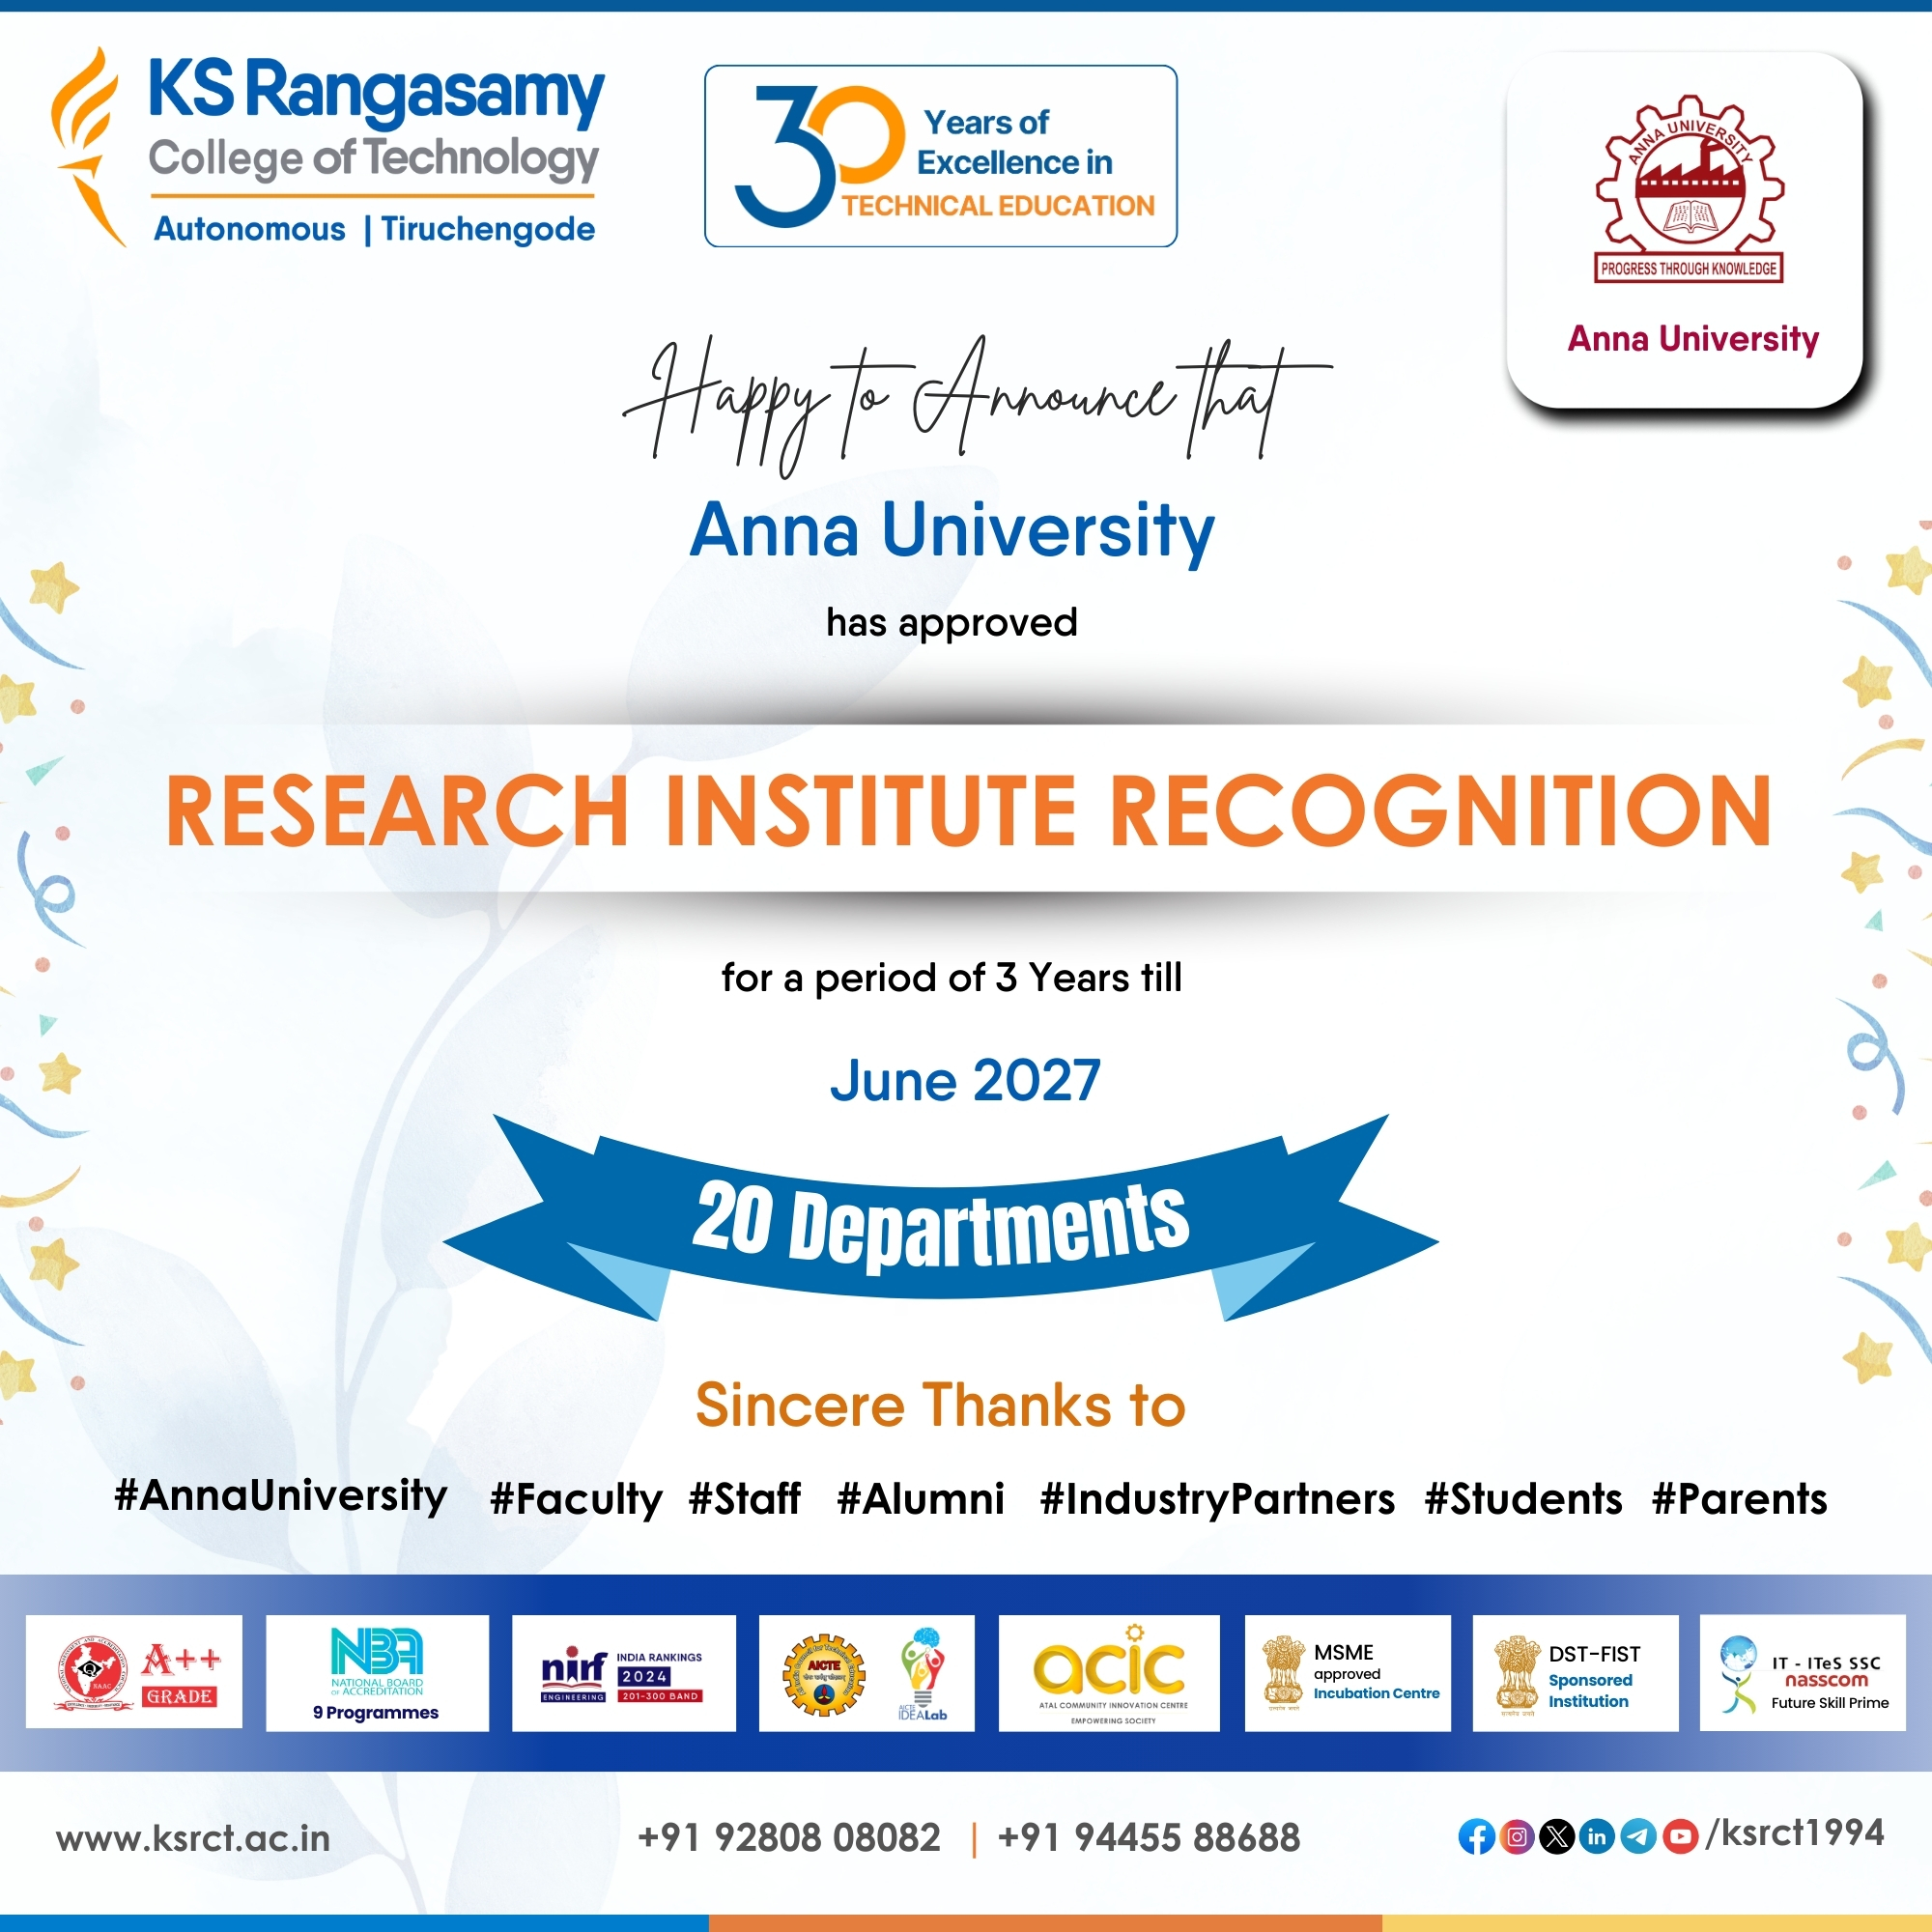 KS Rangasamy
College of Technology
Autonomous | Tiruchengode
30 Years of
Excellence in
TECHNICAL EDUCATION
ANNA UNIVERSITY
PROGRESS THROUGH KNOWLEDGE
Anna University
Happy to Announce that
Anna University
has approved
RESEARCH INSTITUTE RECOGNITION
for a period of 3 Years till
June 2027
20 Departments
Sincere Thanks to
#AnnaUniversity #Faculty #Staff #Alumni #IndustryPartners #Students #Parents
NAAC
A++
GRADE
NBA
NATIONAL BOARD
OF ACCREDITATION
9 Programmes
nirf
ENGINEERING
INDIA RANKINGS
2024
201-300 BAND
AICTE
AICTE
IDEALab
acic
ATAL COMMUNITY INNOVATION CENTRE
EMPOWERING SOCIETY
MSME
approved
Incubation Centre
DST-FIST
Sponsored
Institution
IT - ITeS SSC
nasscom
Future Skill Prime
www.ksrct.ac.in
+91 92808 08082 | +91 94455 88688
/ksrct1994